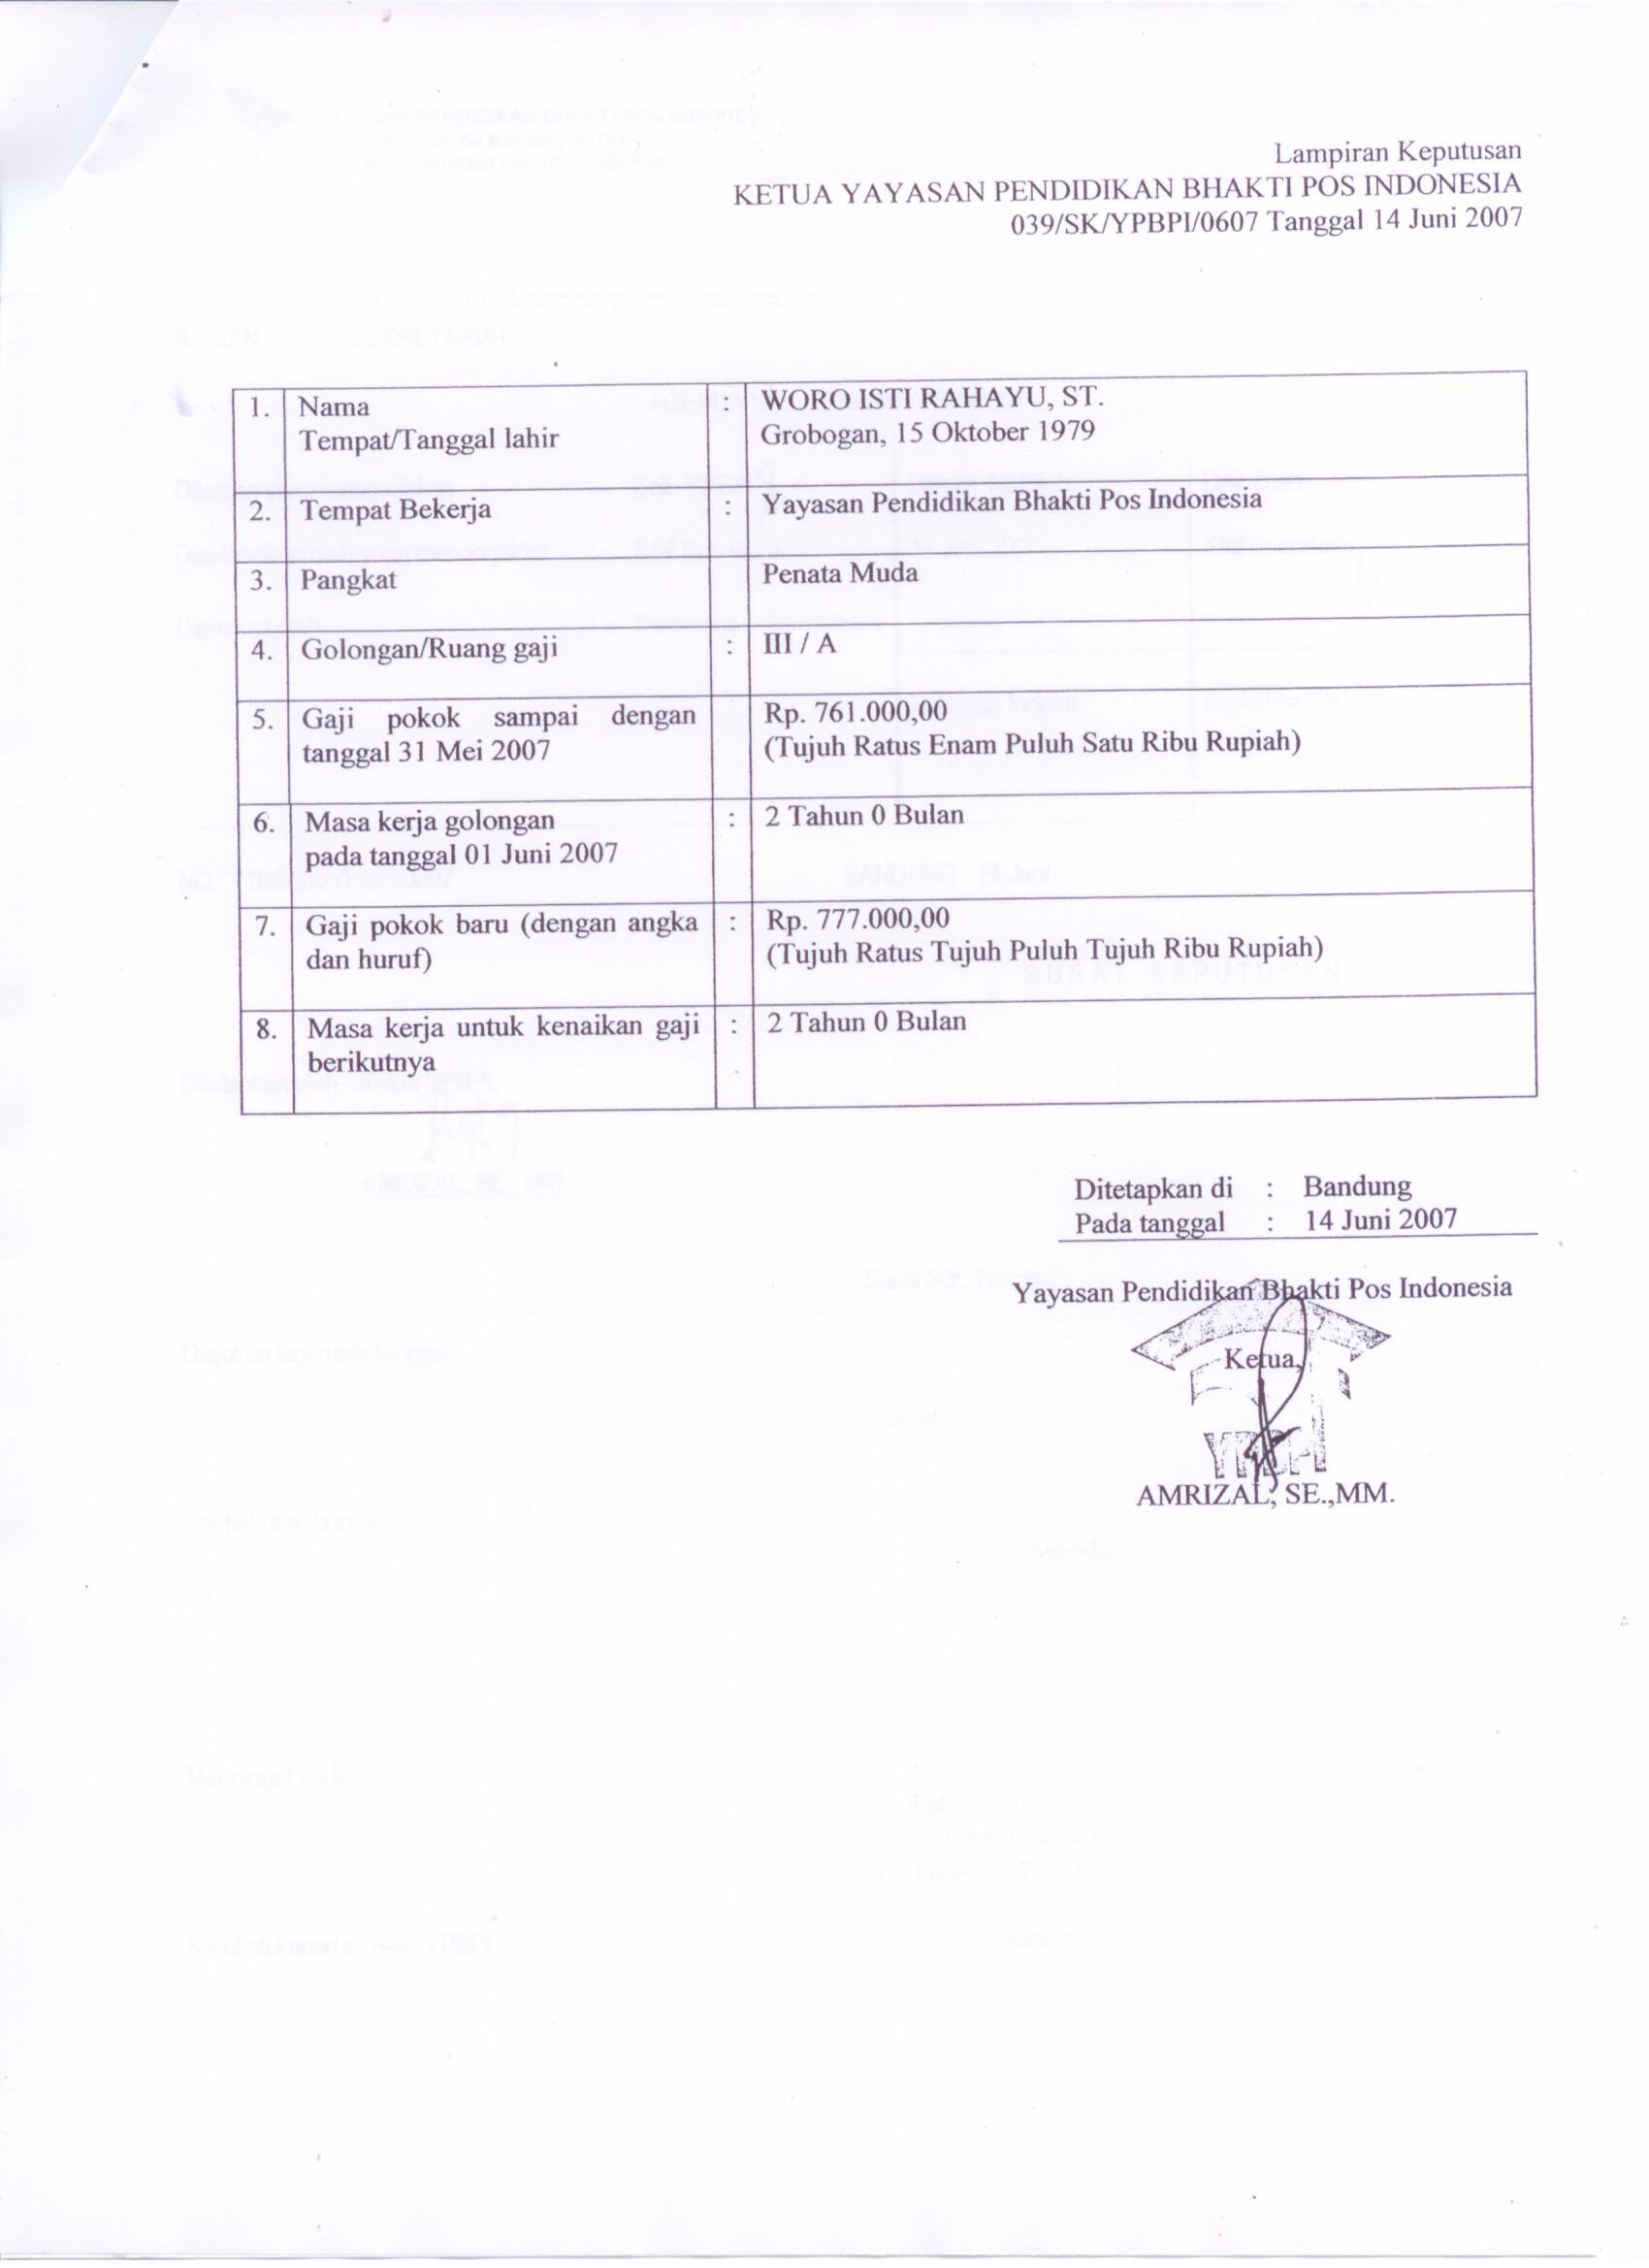 Lampiran Keputusan
KETUA YAYASAN PENDIDIKAN BHAKTI POS INDONESIA
039/SK/YPBPI/0607 Tanggal 14 Juni 2007
1. Nama : WORO ISTI RAHAYU, ST.
Tempat/Tanggal lahir Grobogan, 15 Oktober 1979
2. Tempat Bekerja : Yayasan Pendidikan Bhakti Pos Indonesia
3. Pangkat Penata Muda
4. Golongan/Ruang gaji : III / A
5. Gaji pokok sampai dengan Rp. 761.000,00
tanggal 31 Mei 2007 (Tujuh Ratus Enam Puluh Satu Ribu Rupiah)
6. Masa kerja golongan : 2 Tahun 0 Bulan
pada tanggal 01 Juni 2007
7. Gaji pokok baru (dengan angka : Rp. 777.000,00
dan huruf) (Tujuh Ratus Tujuh Puluh Tujuh Ribu Rupiah)
8. Masa kerja untuk kenaikan gaji : 2 Tahun 0 Bulan
berikutnya
Ditetapkan di : Bandung
Pada tanggal : 14 Juni 2007
Yayasan Pendidikan Bhakti Pos Indonesia
Ketua,
AMRIZAL, SE.,MM.